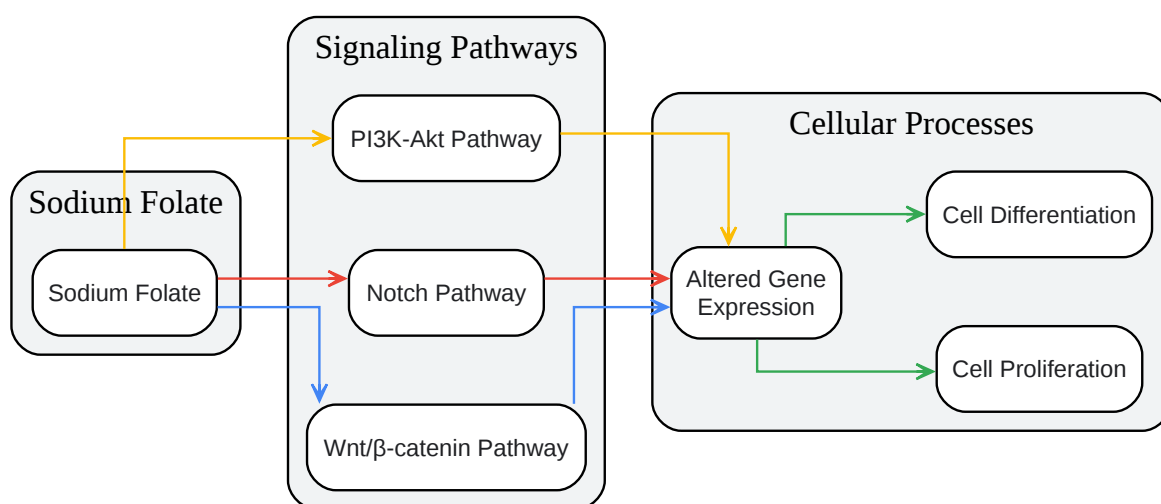 Sodium Folate
Sodium Folate
Signaling Pathways
PI3K-Akt Pathway
Notch Pathway
Wnt/β-catenin Pathway
Cellular Processes
Altered Gene
Expression
Cell Differentiation
Cell Proliferation